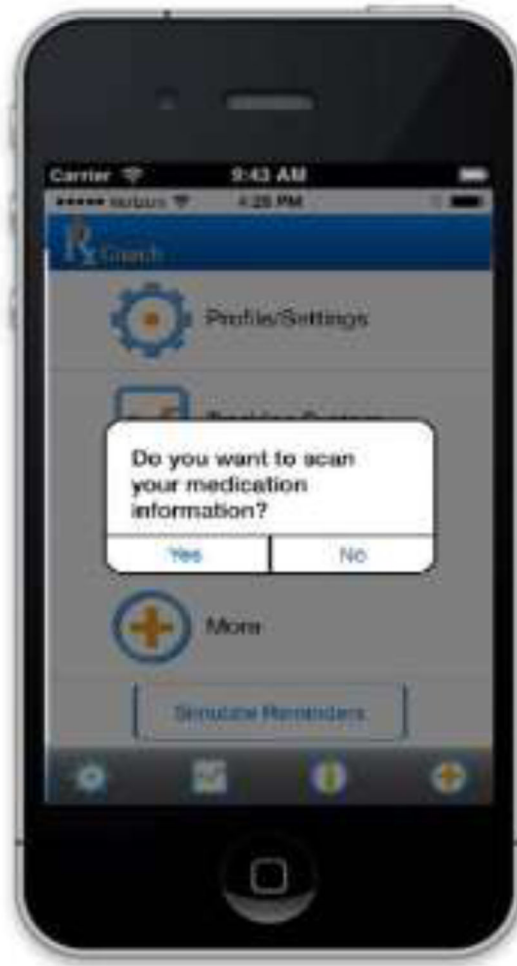 Carrier 9:43 AM
4:25 PM
Rx Coach
Profile/Settings
Do you want to scan
your medication
information?
Yes No
More
Simulate Reminders